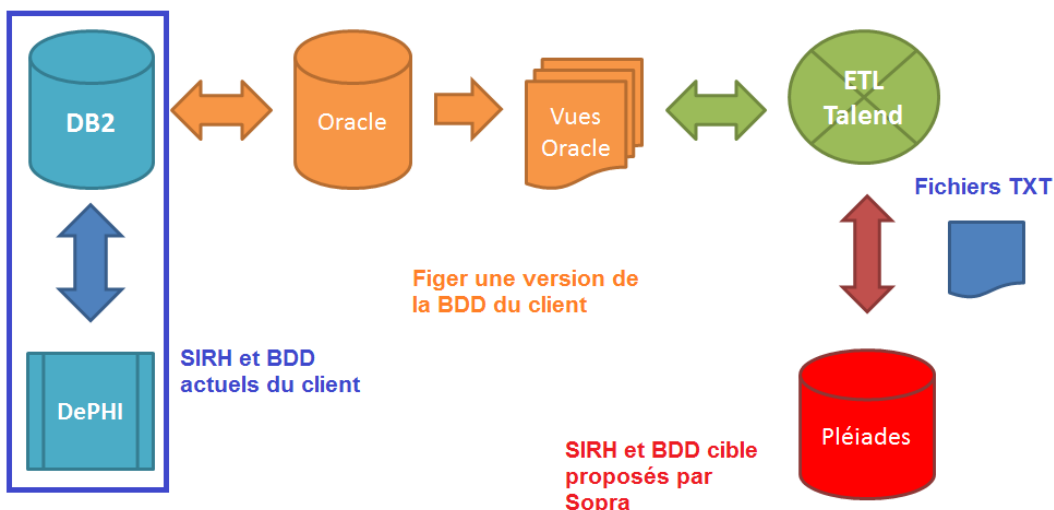 DB2
Oracle
Vues
Oracle
ETL
Talend
Fichiers TXT
Figer une version de
la BDD du client
SIRH et BDD
actuels du client
DePHI
Pléiades
SIRH et BDD cible
proposés par
Sopra